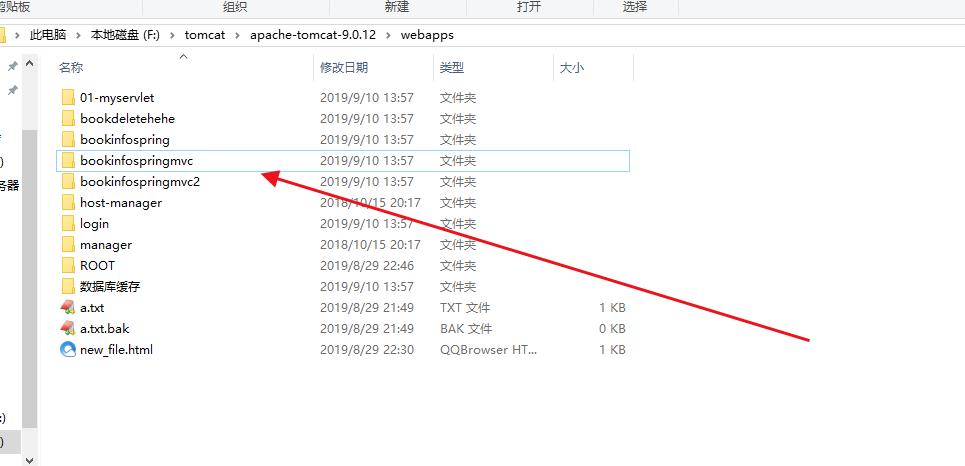 剪贴板 组织 新建 打开 选择
此电脑 › 本地磁盘 (F:) › tomcat › apache-tomcat-9.0.12 › webapps
名称 修改日期 类型 大小
01-myservlet 2019/9/10 13:57 文件夹
bookdeletehehe 2019/9/10 13:57 文件夹
bookinfospring 2019/9/10 13:57 文件夹
bookinfospringmvc 2019/9/10 13:57 文件夹
bookinfospringmvc2 2019/9/10 13:57 文件夹
host-manager 2018/10/15 20:17 文件夹
login 2019/9/10 13:57 文件夹
manager 2018/10/15 20:17 文件夹
ROOT 2019/8/29 22:46 文件夹
数据库缓存 2019/9/10 13:57 文件夹
a.txt 2019/8/29 21:49 TXT 文件 1 KB
a.txt.bak 2019/8/29 21:49 BAK 文件 0 KB
new_file.html 2019/8/29 22:30 QQBrowser HT... 1 KB